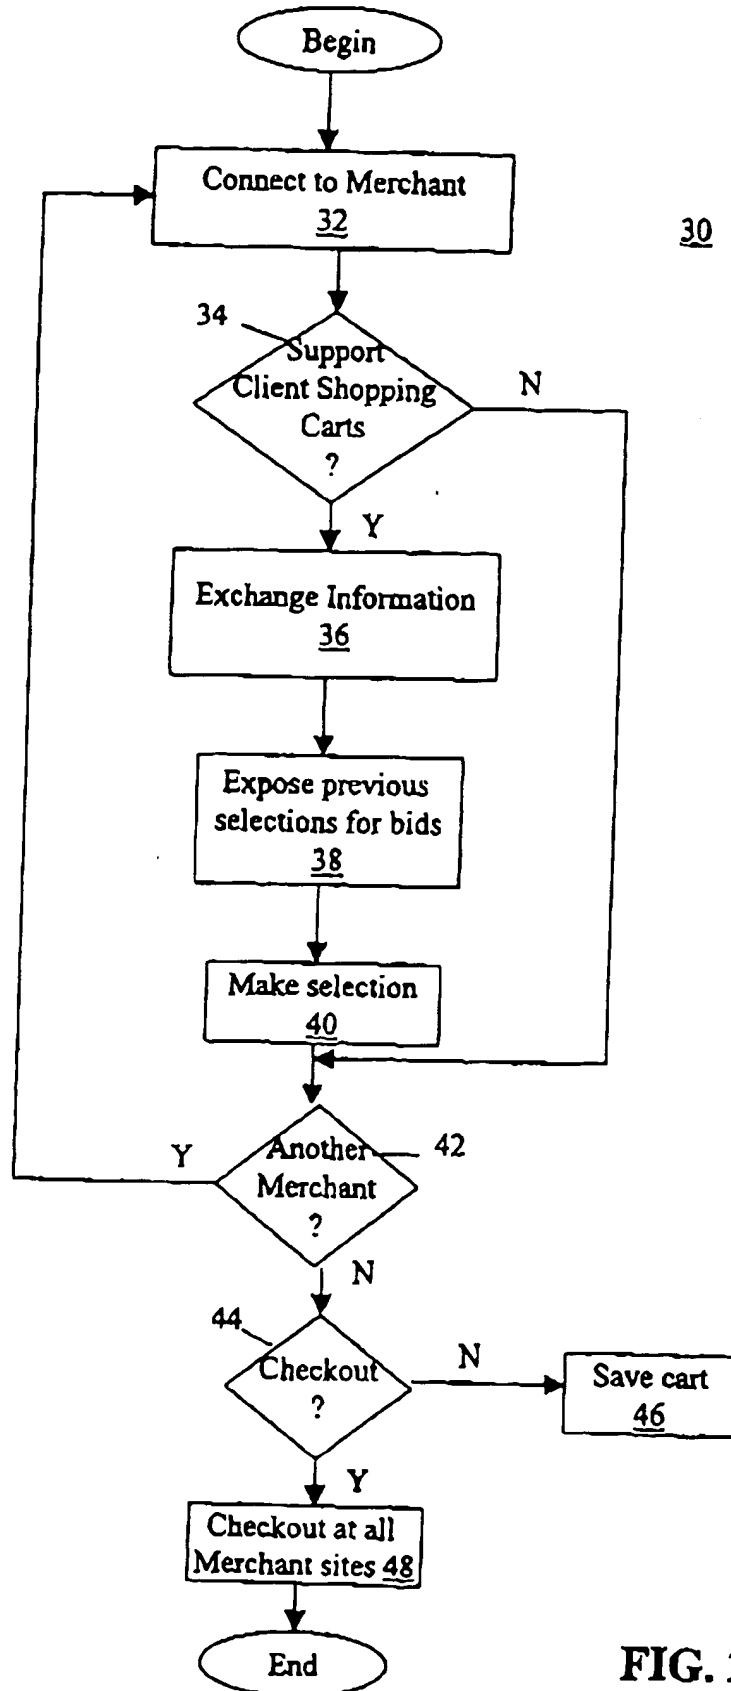 Begin
Connect to Merchant
32
30
34
Support
Client Shopping
Carts
?
N
Y
Exchange Information
36
Expose previous
selections for bids
38
Make selection
40
Another
Merchant
?
42
Y
N
44
Checkout
?
N
Save cart
46
Y
Checkout at all
Merchant sites 48
End
FIG.